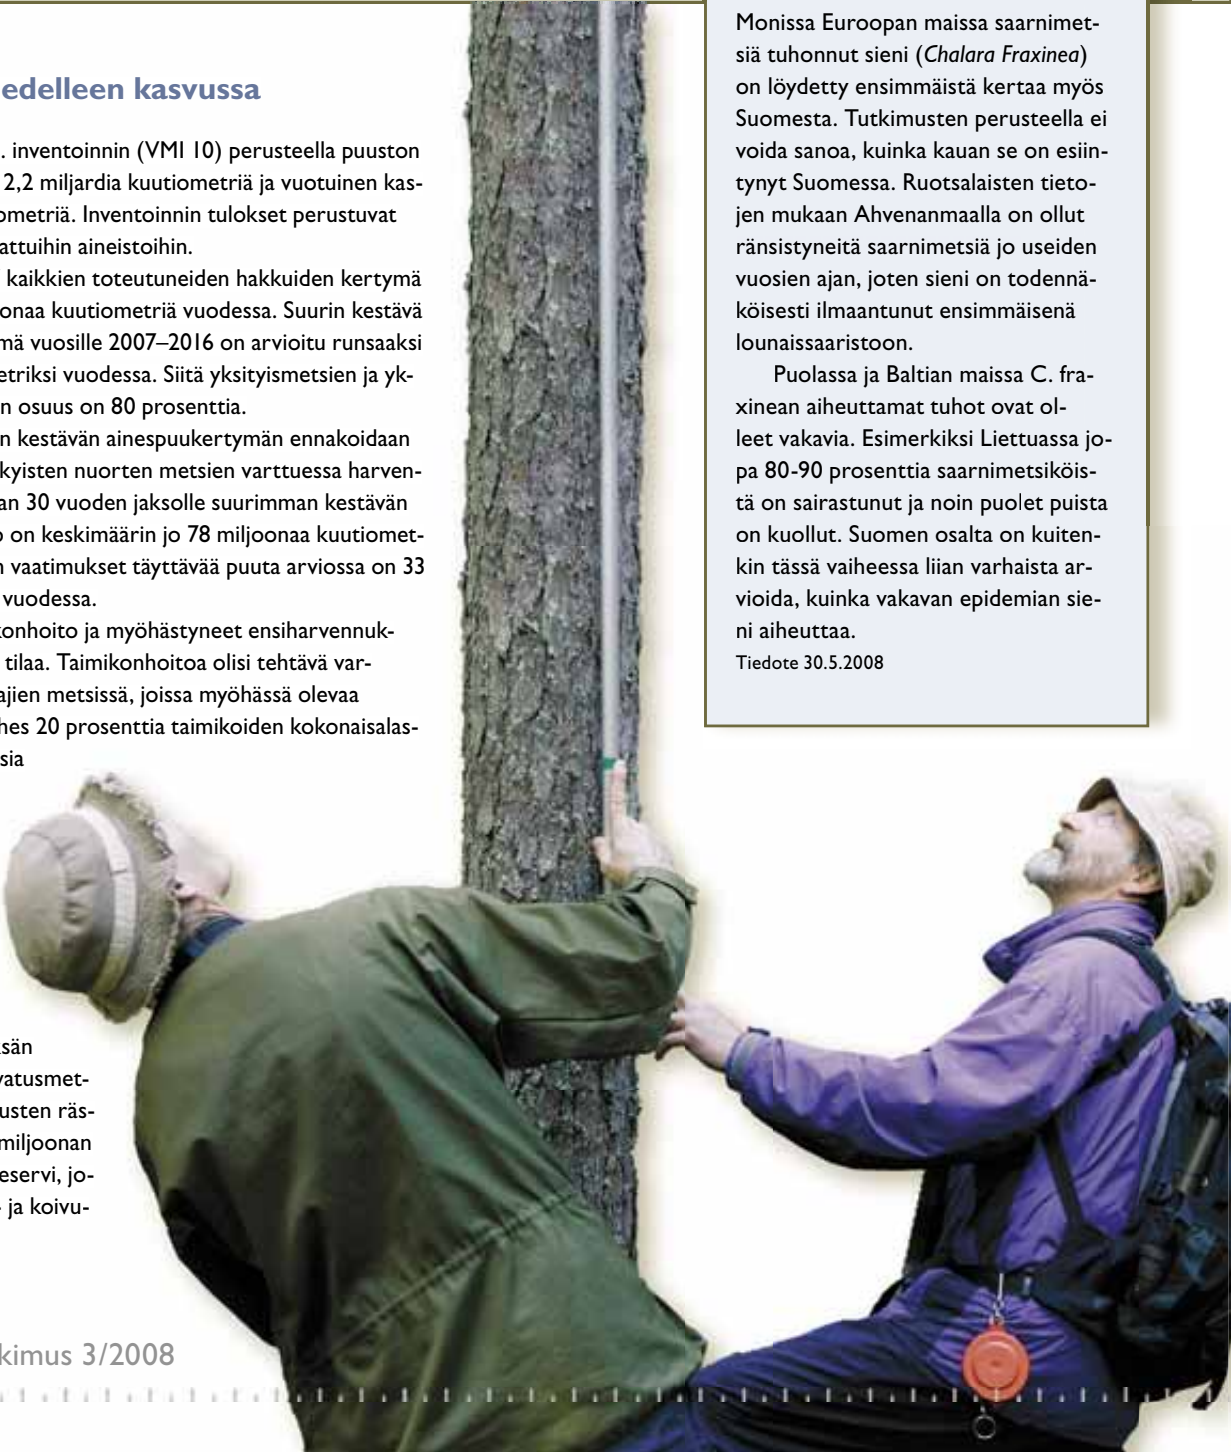 edelleen kasvussa
. inventoinnin (VMI 10) perusteella puuston
2,2 miljardia kuutiometriä ja vuotuinen kas-
ometriä. Inventoinnin tulokset perustuvat
attuihin aineistoihin.
kaikkien toteutuneiden hakkuiden kertymä
onaa kuutiometriä vuodessa. Suurin kestävä
mä vuosille 2007–2016 on arvioitu runsaaksi
etriksi vuodessa. Siitä yksityismetsien ja yk-
n osuus on 80 prosenttia.
n kestävän ainespuukertymän ennakoidaan
kyisten nuorten metsien varttuessa harven-
an 30 vuoden jaksolle suurimman kestävän
o on keskimäärin jo 78 miljoonaa kuutiomet-
n vaatimukset täyttävää puuta arviossa on 33
vuodessa.
konhoito ja myöhästyneet ensiharvennuk-
tilaa. Taimikonhoitoa olisi tehtävä var-
ajien metsissä, joissa myöhässä olevaa
hes 20 prosenttia taimikoiden kokonaisalas-
sia
sän
vatusmet-
usten räs-
miljoonan
eservi, jo-
- ja koivu-
Monissa Euroopan maissa saarnimet-
siä tuhonnut sieni (Chalara Fraxinea)
on löydetty ensimmäistä kertaa myös
Suomesta. Tutkimusten perusteella ei
voida sanoa, kuinka kauan se on esiin-
tynyt Suomessa. Ruotsalaisten tieto-
jen mukaan Ahvenanmaalla on ollut
ränsistyneitä saarnimetsiä jo useiden
vuosien ajan, joten sieni on todennä-
köisesti ilmaantunut ensimmäisenä
lounaissaaristoon.
Puolassa ja Baltian maissa C. fra-
xinean aiheuttamat tuhot ovat ol-
leet vakavia. Esimerkiksi Liettuassa jo-
pa 80-90 prosenttia saarnimetsiköis-
tä on sairastunut ja noin puolet puista
on kuollut. Suomen osalta on kuiten-
kin tässä vaiheessa liian varhaista ar-
vioida, kuinka vakavan epidemian sie-
ni aiheuttaa.
Tiedote 30.5.2008
kimus 3/2008